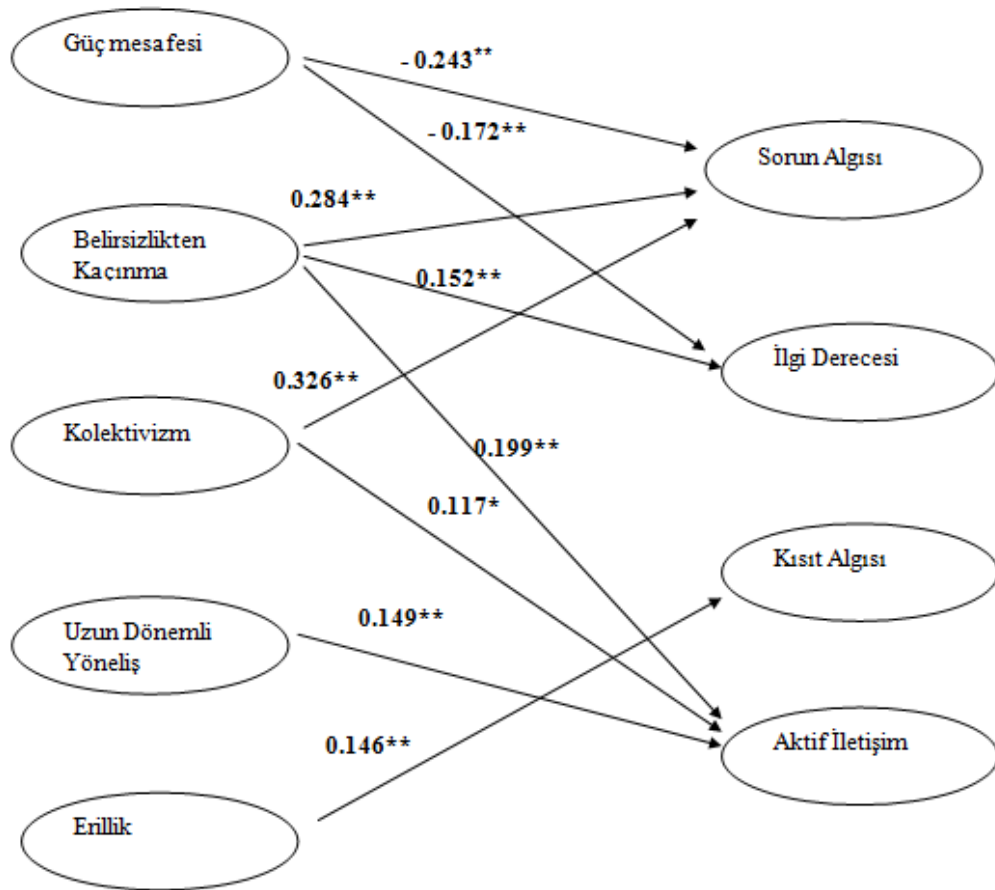 Güç mesafesi
- 0.243**
- 0.172**
Sorun Algısı
0.284**
Belirsizlikten
Kaçınma
0.152**
İlgi Derecesi
0.326**
Kolektivizm
0.199**
0.117*
Kısıt Algısı
0.149**
Uzun Dönemli
Yöneliş
0.146**
Aktif İletişim
Erillik